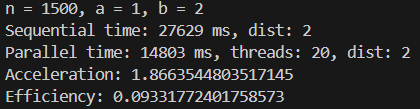 n = 1500, a = 1, b = 2
Sequential time: 27629 ms, dist: 2
Parallel time: 14803 ms, threads: 20, dist: 2
Acceleration: 1.8663544803517145
Efficiency: 0.09331772401758573